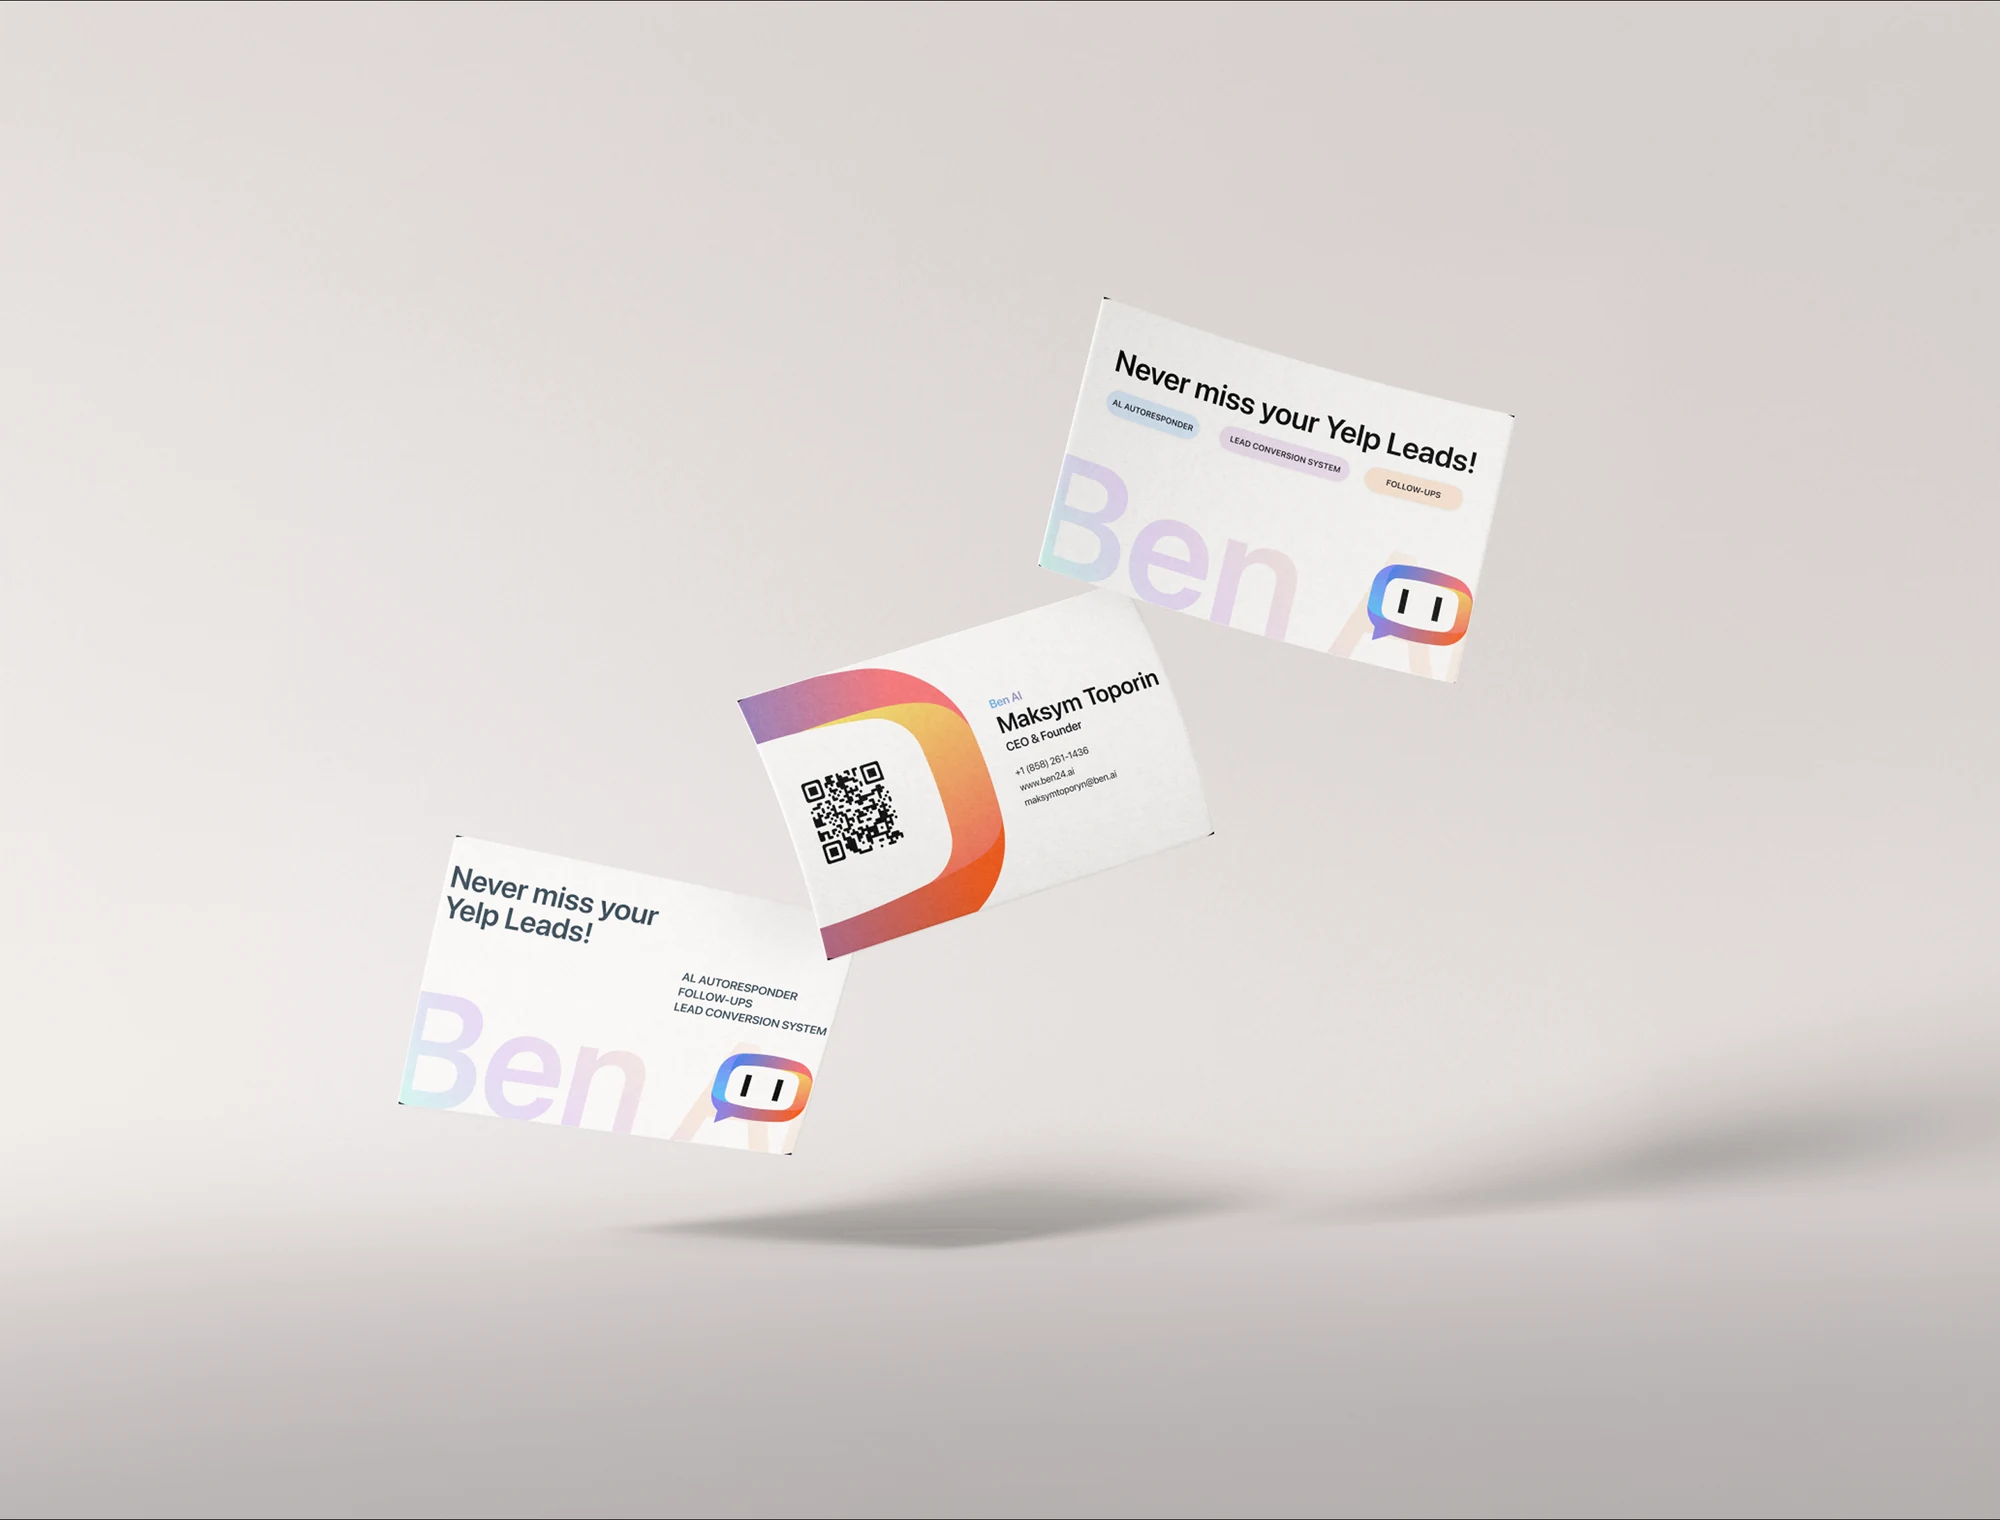 Never miss your Yelp Leads!
AL AUTORESPONDER
LEAD CONVERSION SYSTEM
FOLLOW-UPS
Ben AI
Ben AI
Maksym Toporin
CEO & Founder
+1 (858) 261-1436
www.ben24.ai
maksymtoporyn@ben.ai
Never miss your
Yelp Leads!
AL AUTORESPONDER
FOLLOW-UPS
LEAD CONVERSION SYSTEM
Ben AI